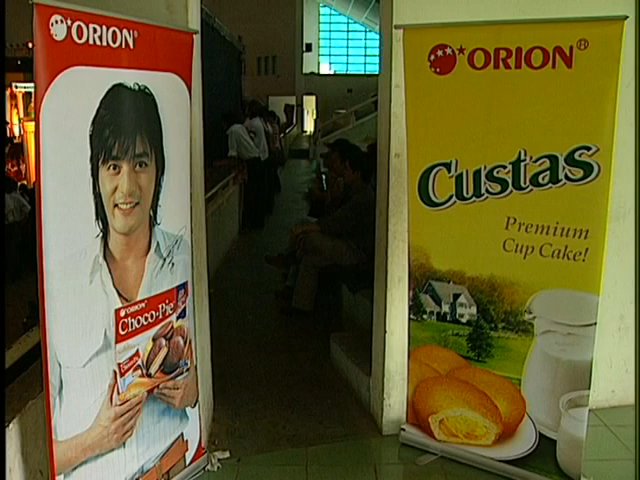 ORION
ORION
Choco·Pie
ORION®
Custas
Premium
Cup Cake!